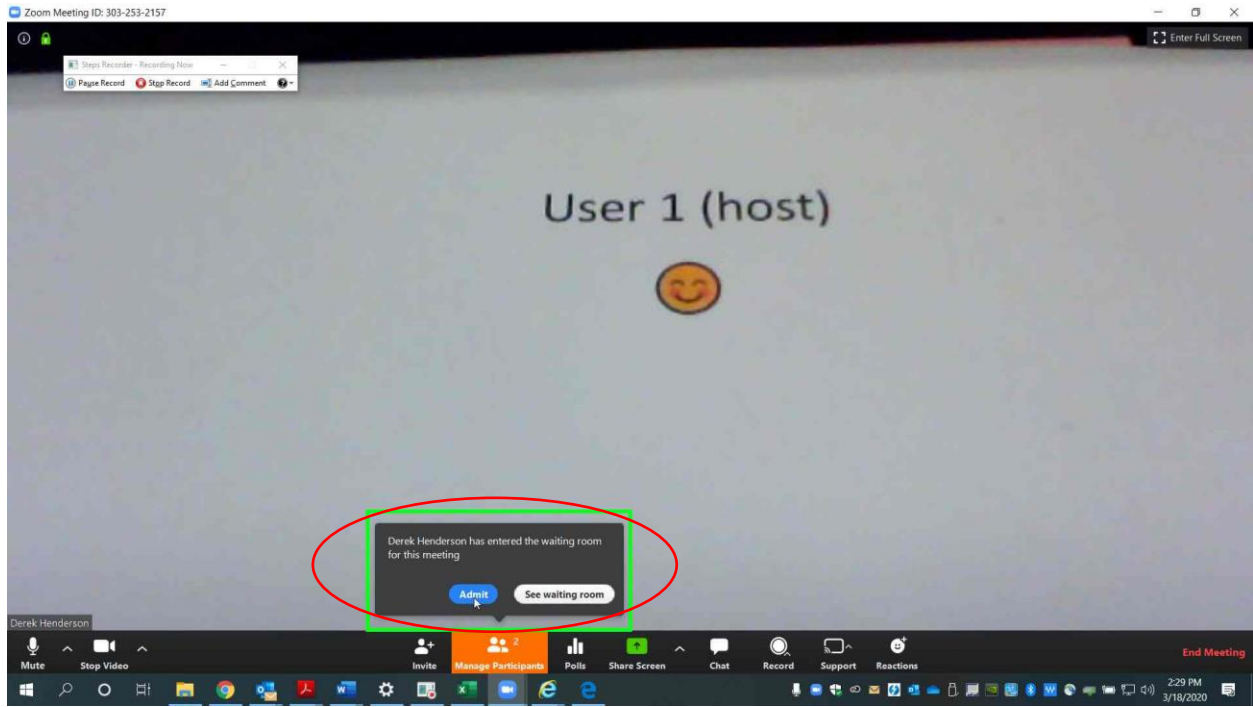 Zoom Meeting ID: 303-253-2157
Enter Full Screen
Steps Recorder - Recording Now
Pause Record Stop Record Add Comment
User 1 (host)
Derek Henderson has entered the waiting room
for this meeting
Admit See waiting room
Derek Henderson
2
Mute Stop Video Invite Manage Participants Polls Share Screen Chat Record Support Reactions End Meeting
2:29 PM
3/18/2020